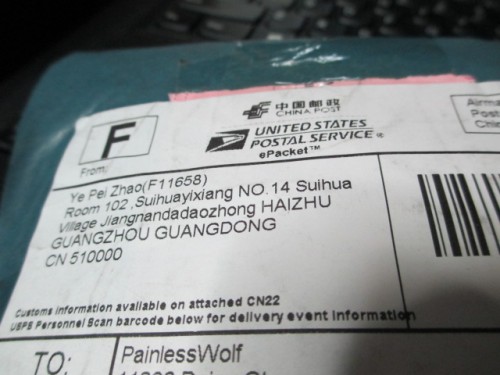 中国邮政
CHINA POST
UNITED STATES
POSTAL SERVICE®
ePacket™
F
From:
Ye Pei Zhao(F11658)
Room 102 ,Suihuayixiang NO.14 Suihua
Village Jiangnandadaozhong HAIZHU
GUANGZHOU GUANGDONG
CN 510000
Customs information available on attached CN22
USPS Personnel Scan barcode below for delivery event information
TO:
PainlessWolf